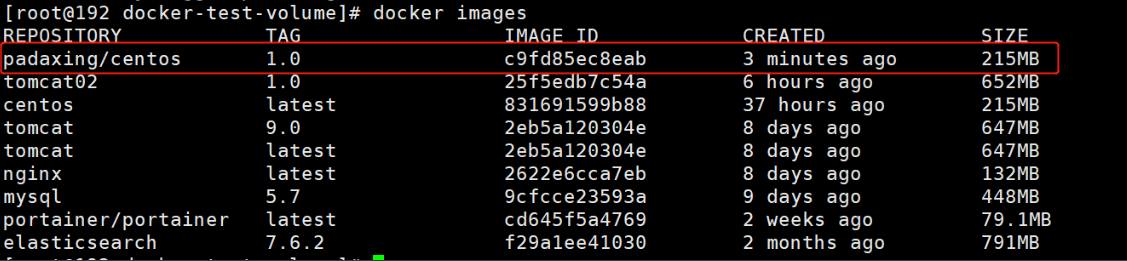 [root@192 docker-test-volume]# docker images
REPOSITORY TAG IMAGE ID CREATED SIZE
padaxing/centos 1.0 c9fd85ec8eab 3 minutes ago 215MB
tomcat02 1.0 25f5edb7c54a 6 hours ago 652MB
centos latest 831691599b88 37 hours ago 215MB
tomcat 9.0 2eb5a120304e 8 days ago 647MB
tomcat latest 2eb5a120304e 8 days ago 647MB
nginx latest 2622e6cca7eb 8 days ago 132MB
mysql 5.7 9cfcce23593a 9 days ago 448MB
portainer/portainer latest cd645f5a4769 2 weeks ago 79.1MB
elasticsearch 7.6.2 f29a1ee41030 2 months ago 791MB